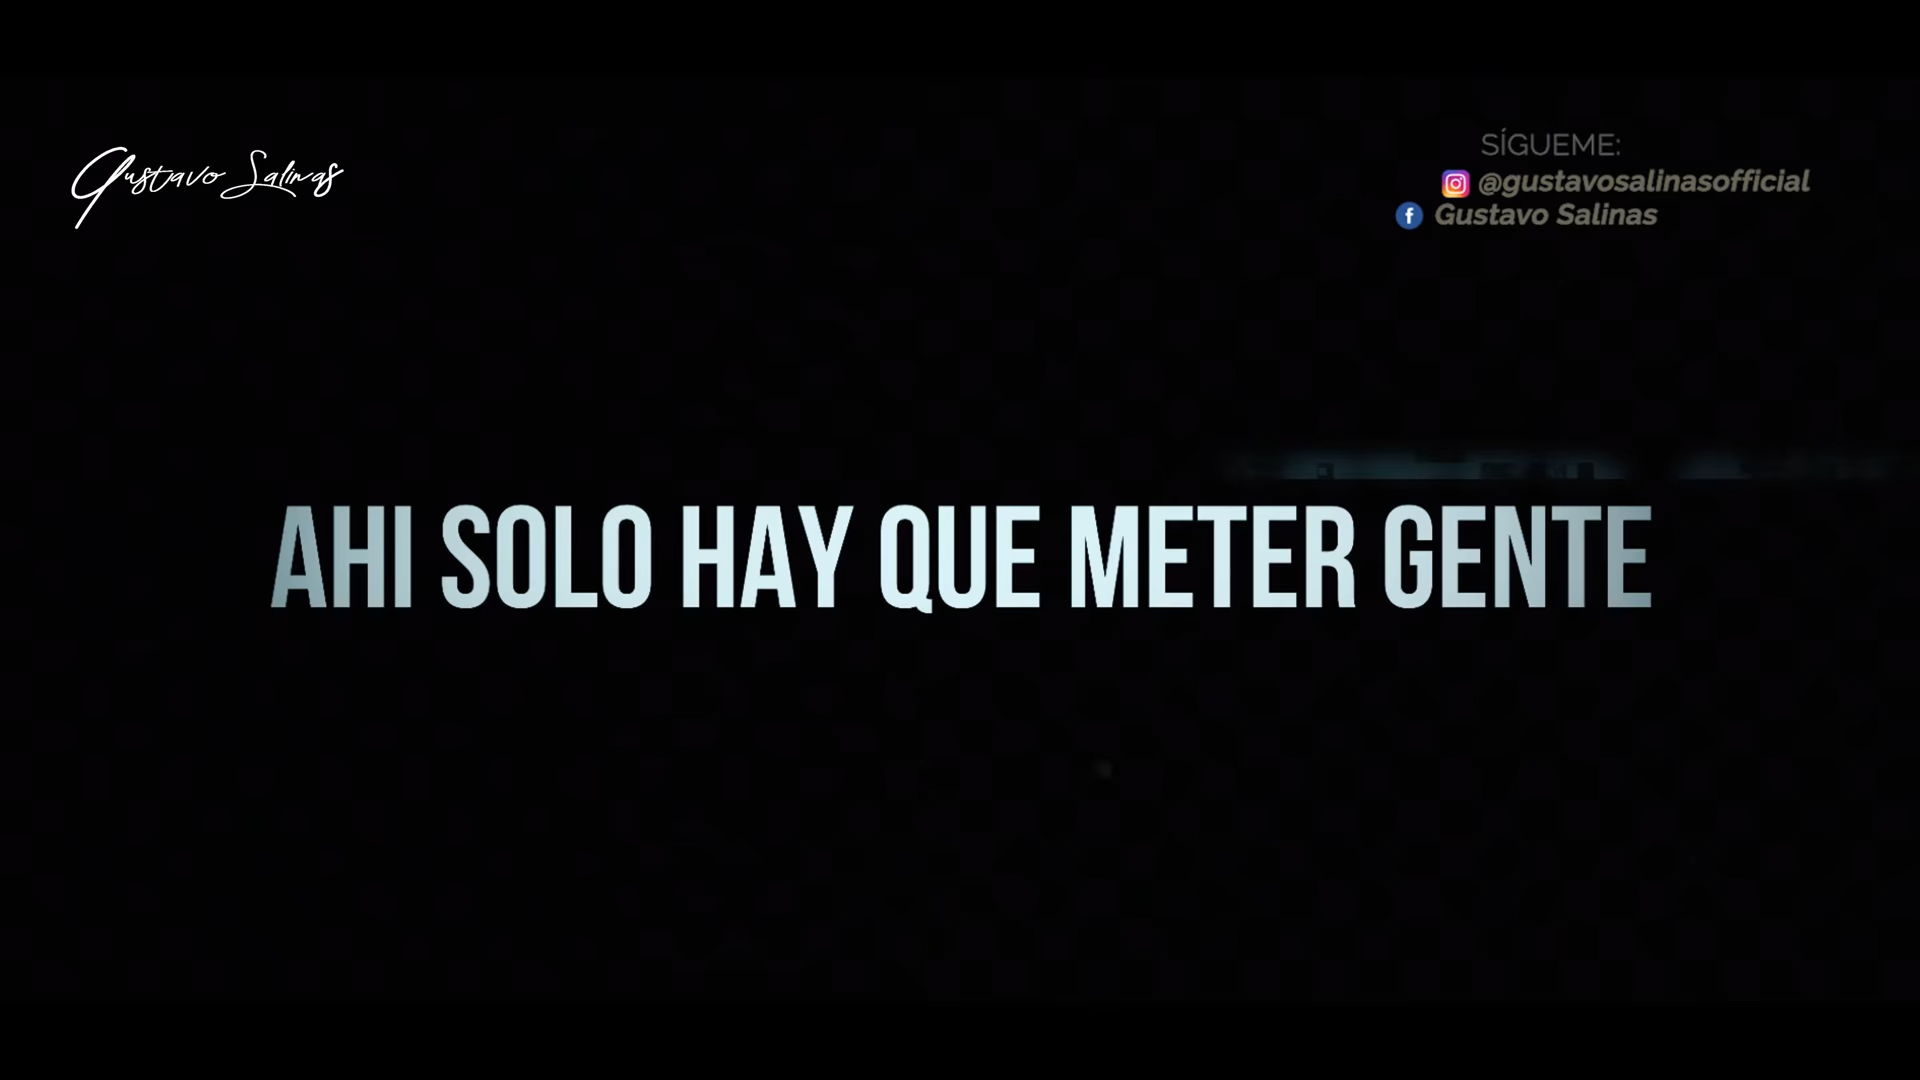 Gustavo Salinas
SÍGUEME:
@gustavosalinasofficial
Gustavo Salinas
AHI SOLO HAY QUE METER GENTE